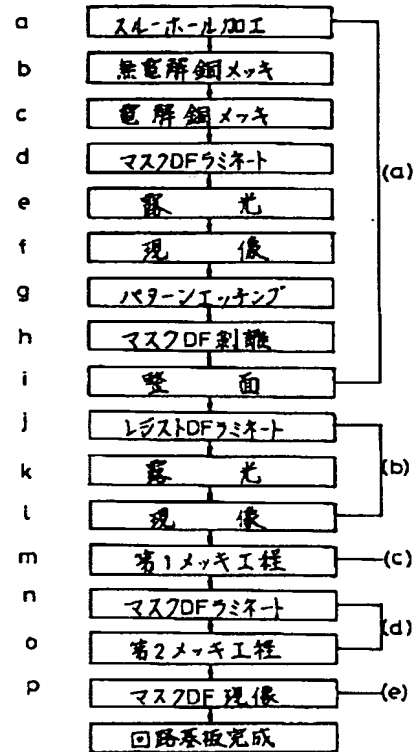 a スルーホール加工
b 無電解銅メッキ
c 電解銅メッキ
d マスクDFラミネート
(a)
e 露光
f 現像
g パターンエッチング
h マスクDF剥離
i 整面
j レジストDFラミネート
k 露光
(b)
l 現像
m 第1メッキ工程 (c)
n マスクDFラミネート
(d)
o 第2メッキ工程
p マスクDF現像 (e)
回路基板完成